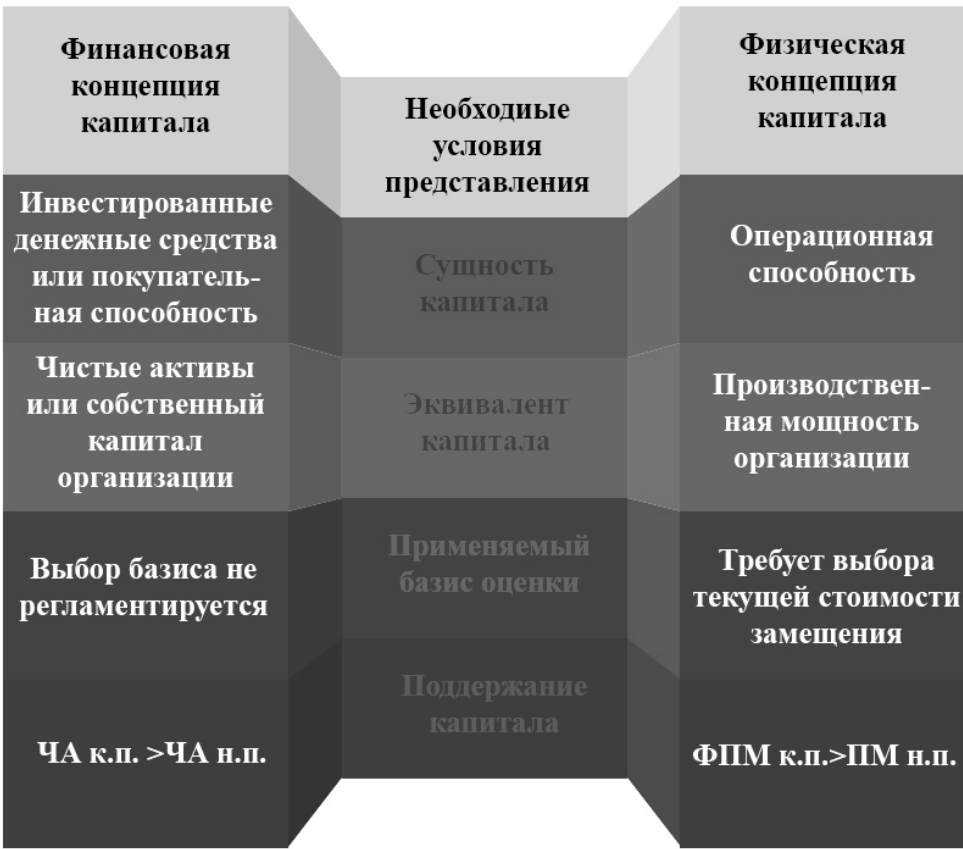 Финансовая
концепция
капитала
Необходиые
условия
представления
Физическая
концепция
капитала
Инвестированные
денежные средства
или покупатель-
ная способность
Сущность
капитала
Операционная
способность
Чистые активы
или собственный
капитал
организации
Эквивалент
капитала
Производствен-
ная мощность
организации
Выбор базиса не
регламентируется
Применяемый
базис оценки
Требует выбора
текущей стоимости
замещения
ЧА к.п. >ЧА н.п.
Поддержание
капитала
ФПМ к.п.>ПМ н.п.